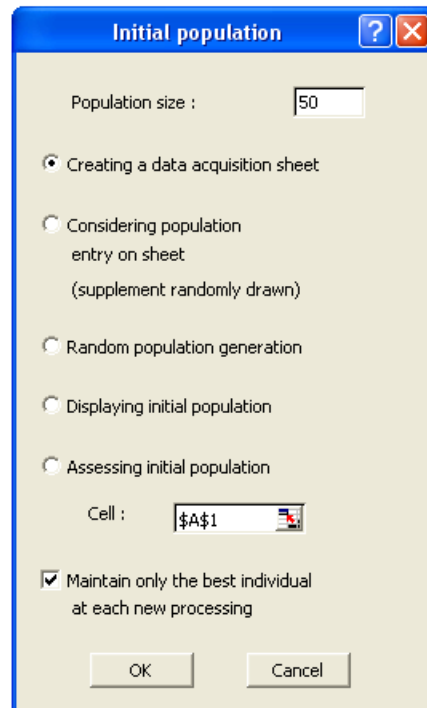 Initial population
Population size : 50
Creating a data acquisition sheet
Considering population
entry on sheet
(supplement randomly drawn)
Random population generation
Displaying initial population
Assessing initial population
Cell : $A$1
Maintain only the best individual
at each new processing
OK Cancel